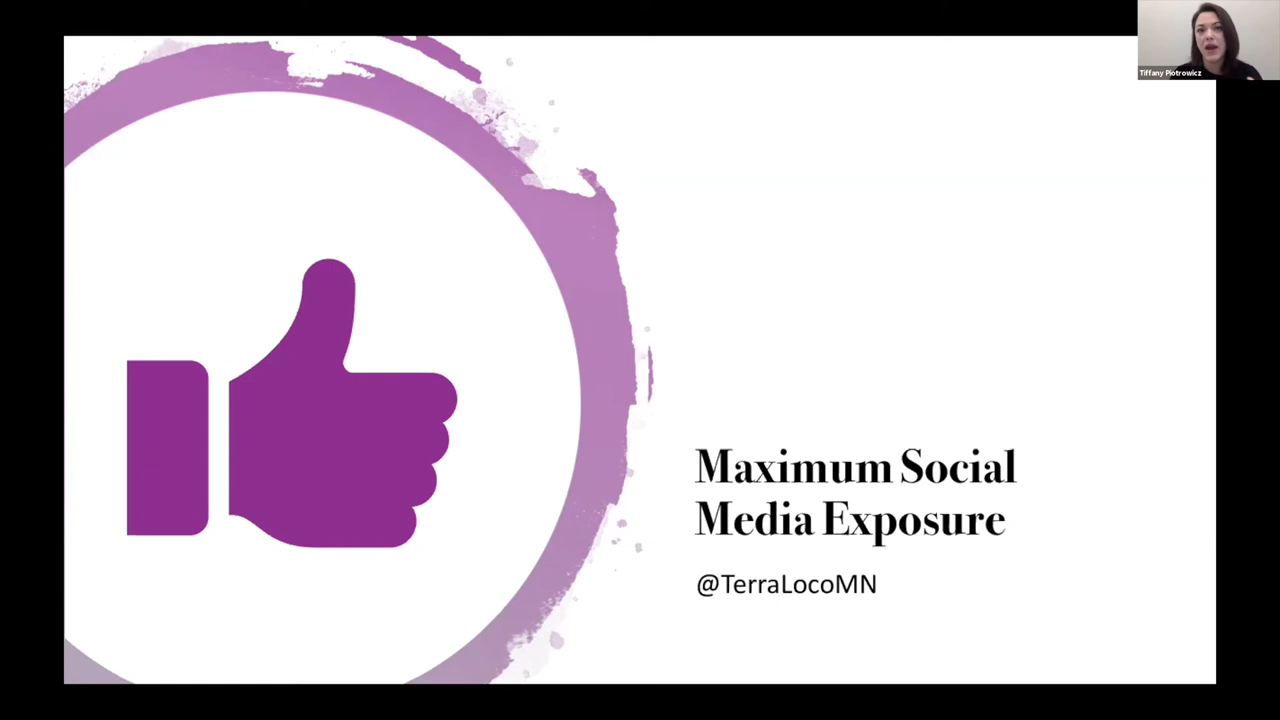 Tiffany Piotrowicz
Maximum Social
Media Exposure
@TerraLocoMN